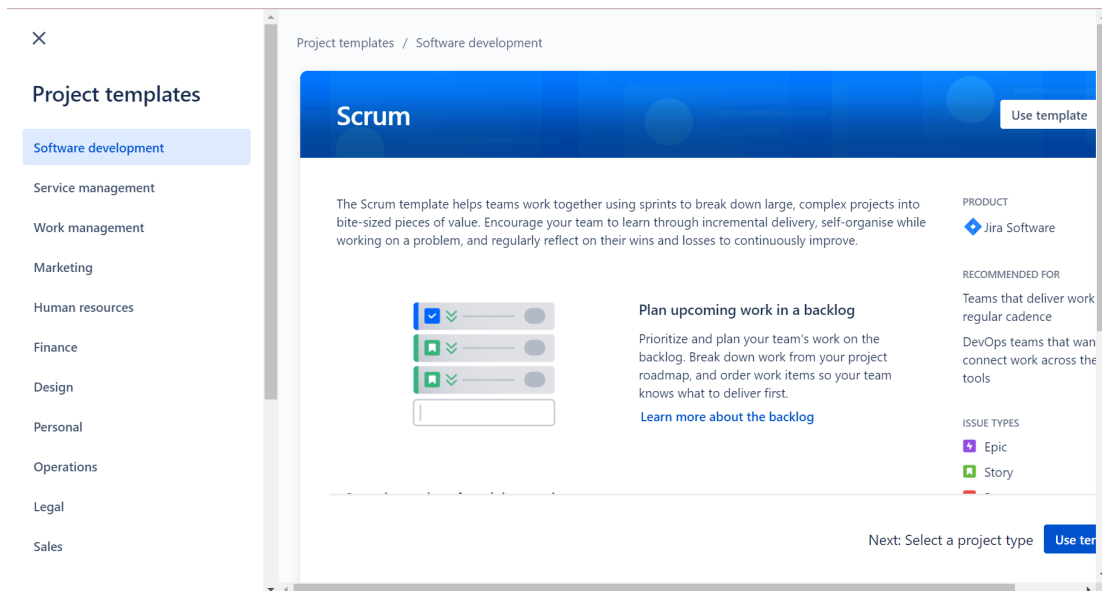 Project templates
Software development
Service management
Work management
Marketing
Human resources
Finance
Design
Personal
Operations
Legal
Sales
Project templates / Software development
Scrum
Use template
The Scrum template helps teams work together using sprints to break down large, complex projects into
bite-sized pieces of value. Encourage your team to learn through incremental delivery, self-organise while
working on a problem, and regularly reflect on their wins and losses to continuously improve.
Plan upcoming work in a backlog
Prioritize and plan your team's work on the
backlog. Break down work from your project
roadmap, and order work items so your team
knows what to deliver first.
Learn more about the backlog
PRODUCT
Jira Software
RECOMMENDED FOR
Teams that deliver work
regular cadence
DevOps teams that wan
connect work across the
tools
ISSUE TYPES
Epic
Story
Next: Select a project type
Use ter